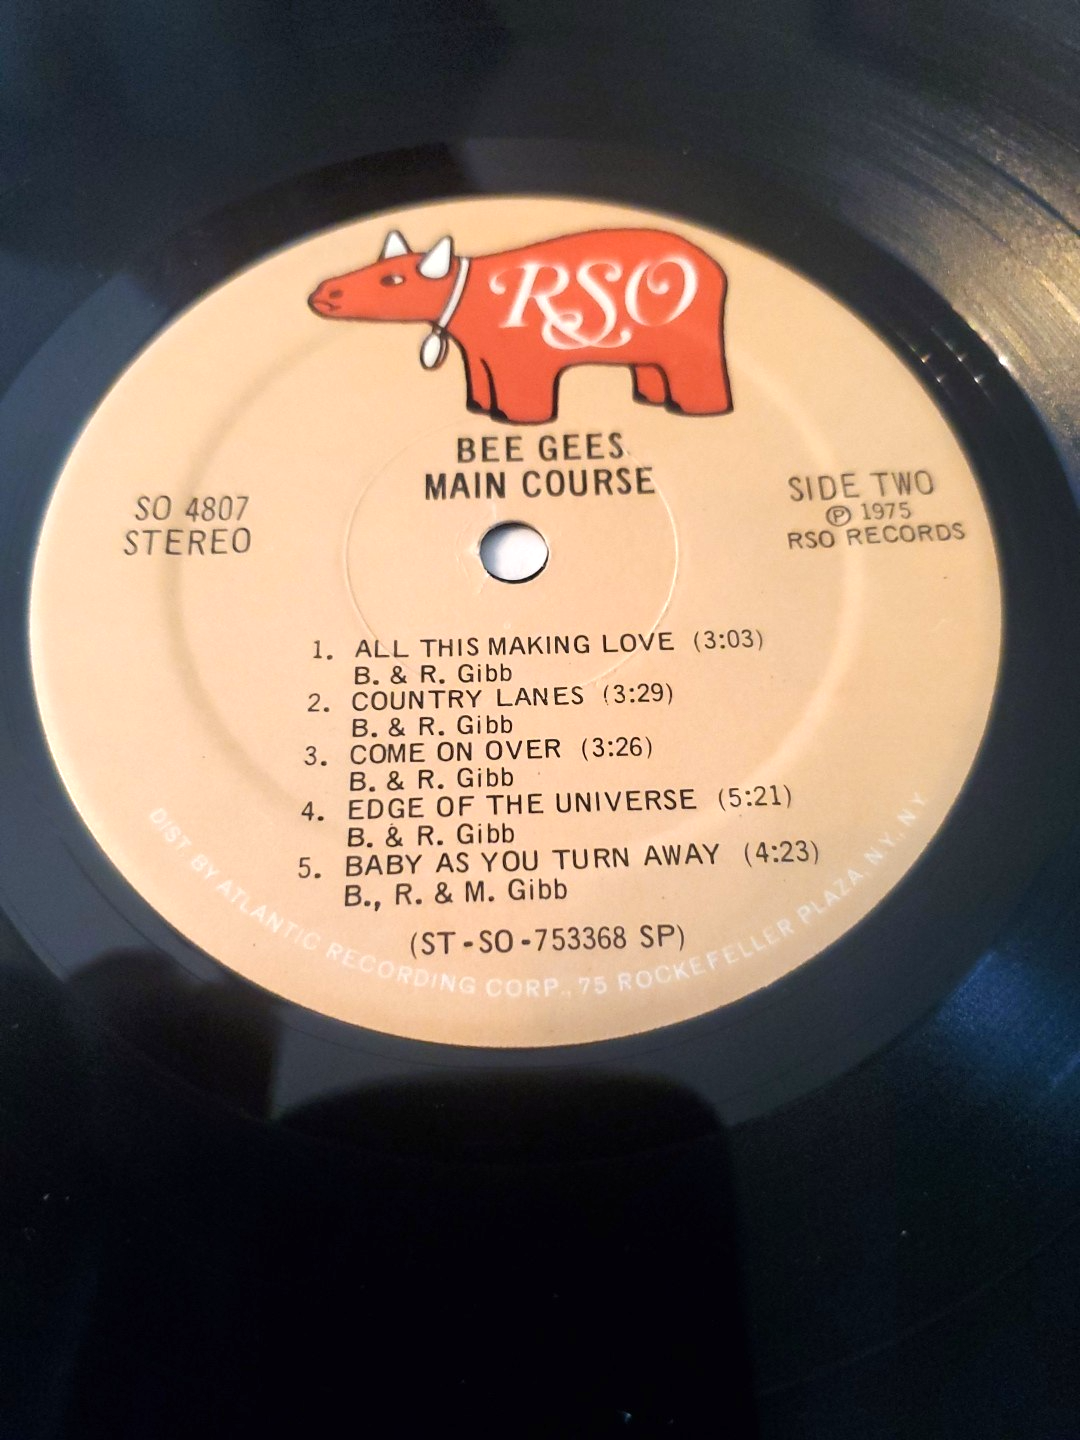 RSO
BEE GEES
MAIN COURSE
SO 4807
STEREO
SIDE TWO
℗ 1975
RSO RECORDS
1. ALL THIS MAKING LOVE (3:03)
B. & R. Gibb
2. COUNTRY LANES (3:29)
B. & R. Gibb
3. COME ON OVER (3:26)
B. & R. Gibb
4. EDGE OF THE UNIVERSE (5:21)
B. & R. Gibb
5. BABY AS YOU TURN AWAY (4:23)
B., R. & M. Gibb
(ST-SO-753368 SP)
DIST. BY ATLANTIC RECORDING CORP., 75 ROCKEFELLER PLAZA, N.Y., N.Y.